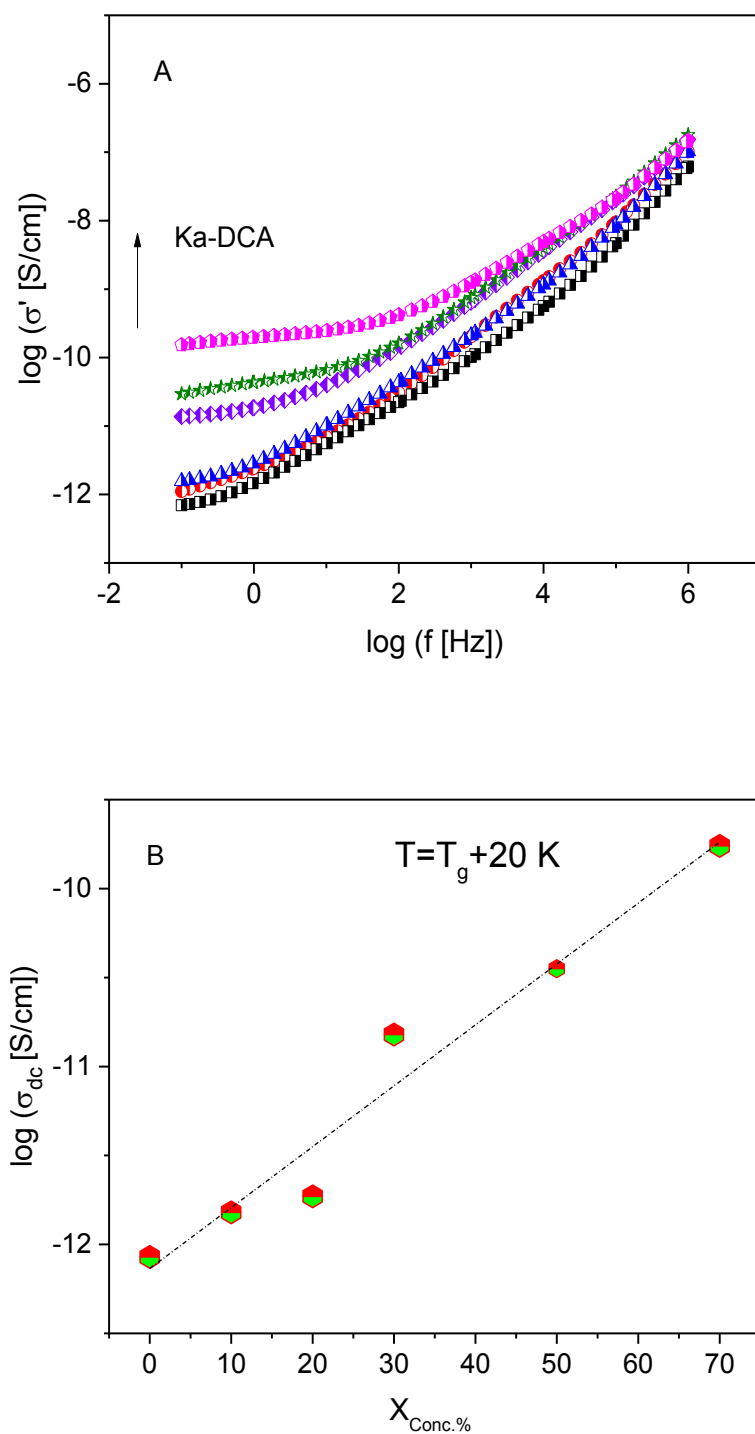 A
-6
-8
-10
-12
log (σ' [S/cm])
Ka-DCA
-2 0 2 4 6
log (f [Hz])
B
T=Tg+20 K
-10
-11
-12
log (σdc [S/cm])
0 10 20 30 40 50 60 70
XConc.%